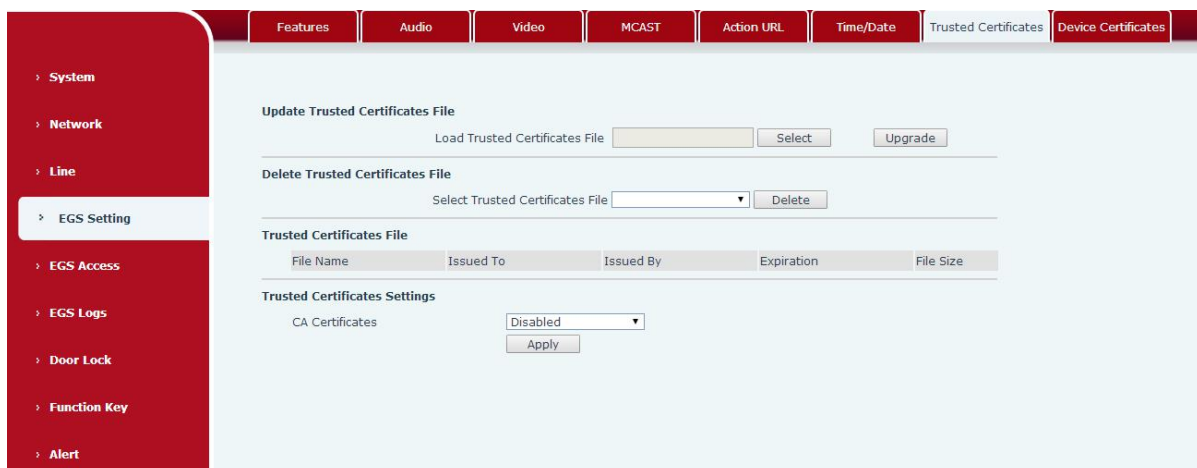 Features Audio Video MCAST Action URL Time/Date Trusted Certificates Device Certificates
› System
› Network
› Line
› EGS Setting
› EGS Access
› EGS Logs
› Door Lock
› Function Key
› Alert
Update Trusted Certificates File
Load Trusted Certificates File Select Upgrade
Delete Trusted Certificates File
Select Trusted Certificates File Delete
Trusted Certificates File
File Name Issued To Issued By Expiration File Size
Trusted Certificates Settings
CA Certificates Disabled
Apply